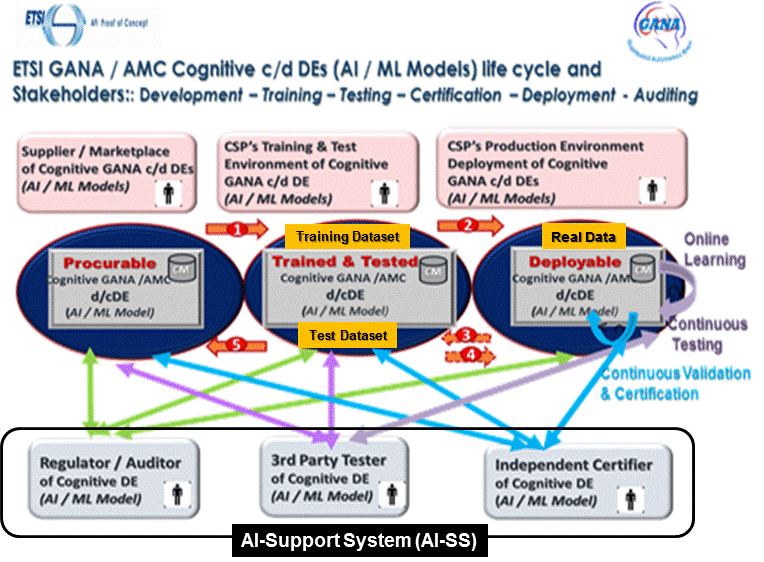 ETSI
AFI Proof of Concept
GANA
ETSI GANA / AMC Cognitive c/d DEs (AI / ML Models) life cycle and
Stakeholders:: Development – Training – Testing – Certification – Deployment - Auditing
Supplier / Marketplace
of Cognitive GANA c/d DEs
(AI / ML Models)
CSP's Training & Test
Environment of Cognitive
GANA c/d DE
(AI / ML Models)
CSP's Production Environment
Deployment of Cognitive
GANA c/d DEs
(AI / ML Models)
1
2
Training Dataset
Real Data
Online
Learning
Procurable
Cognitive GANA /AMC
d/cDE
(AI / ML Model)
CM
Trained & Tested
Cognitive GANA /AMC
d/cDE
(AI / ML Model)
CM
Deployable
Cognitive GANA /AM
d/cDE
(AI / ML Model)
CM
Test Dataset
5
3
4
Continuous
Testing
Continuous Validation
& Certification
Regulator / Auditor
of Cognitive DE
(AI / ML Model)
3rd Party Tester
of Cognitive DE
(AI / ML Model)
Independent Certifier
of Cognitive DE
(AI / ML Model)
AI-Support System (AI-SS)